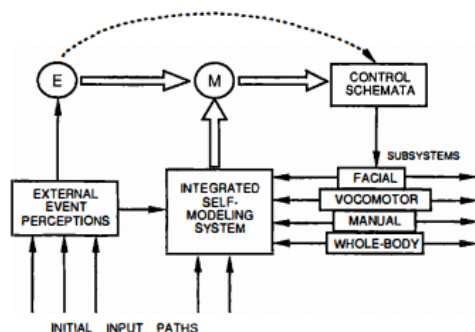 E
M
CONTROL
SCHEMATA
SUBSYSTEMS
EXTERNAL
EVENT
PERCEPTIONS
INTEGRATED
SELF-
MODELING
SYSTEM
FACIAL
VOCOMOTOR
MANUAL
WHOLE-BODY
INITIAL INPUT PATHS